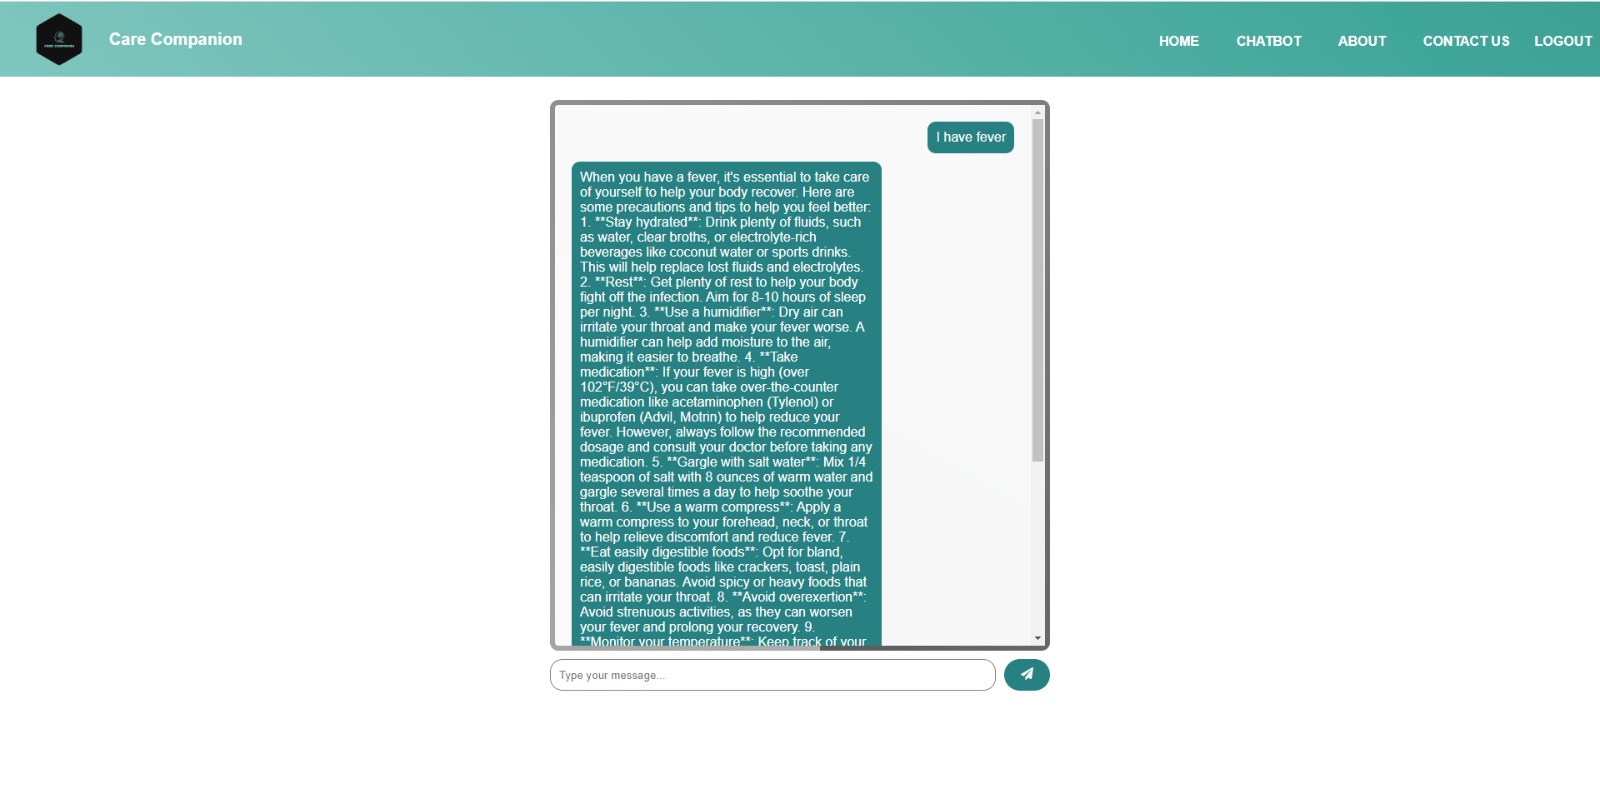 Care Companion
HOME CHATBOT ABOUT CONTACT US LOGOUT
I have fever
When you have a fever, it's essential to take care
of yourself to help your body recover. Here are
some precautions and tips to help you feel better:
1. **Stay hydrated**: Drink plenty of fluids, such
as water, clear broths, or electrolyte-rich
beverages like coconut water or sports drinks.
This will help replace lost fluids and electrolytes.
2. **Rest**: Get plenty of rest to help your body
fight off the infection. Aim for 8-10 hours of sleep
per night. 3. **Use a humidifier**: Dry air can
irritate your throat and make your fever worse. A
humidifier can help add moisture to the air,
making it easier to breathe. 4. **Take
medication**: If your fever is high (over
102°F/39°C), you can take over-the-counter
medication like acetaminophen (Tylenol) or
ibuprofen (Advil, Motrin) to help reduce your
fever. However, always follow the recommended
dosage and consult your doctor before taking any
medication. 5. **Gargle with salt water**: Mix 1/4
teaspoon of salt with 8 ounces of warm water and
gargle several times a day to help soothe your
throat. 6. **Use a warm compress**: Apply a
warm compress to your forehead, neck, or throat
to help relieve discomfort and reduce fever. 7.
**Eat easily digestible foods**: Opt for bland,
easily digestible foods like crackers, toast, plain
rice, or bananas. Avoid spicy or heavy foods that
can irritate your throat. 8. **Avoid overexertion**:
Avoid strenuous activities, as they can worsen
your fever and prolong your recovery. 9.
**Monitor your temperature**: Keep track of your
Type your message...